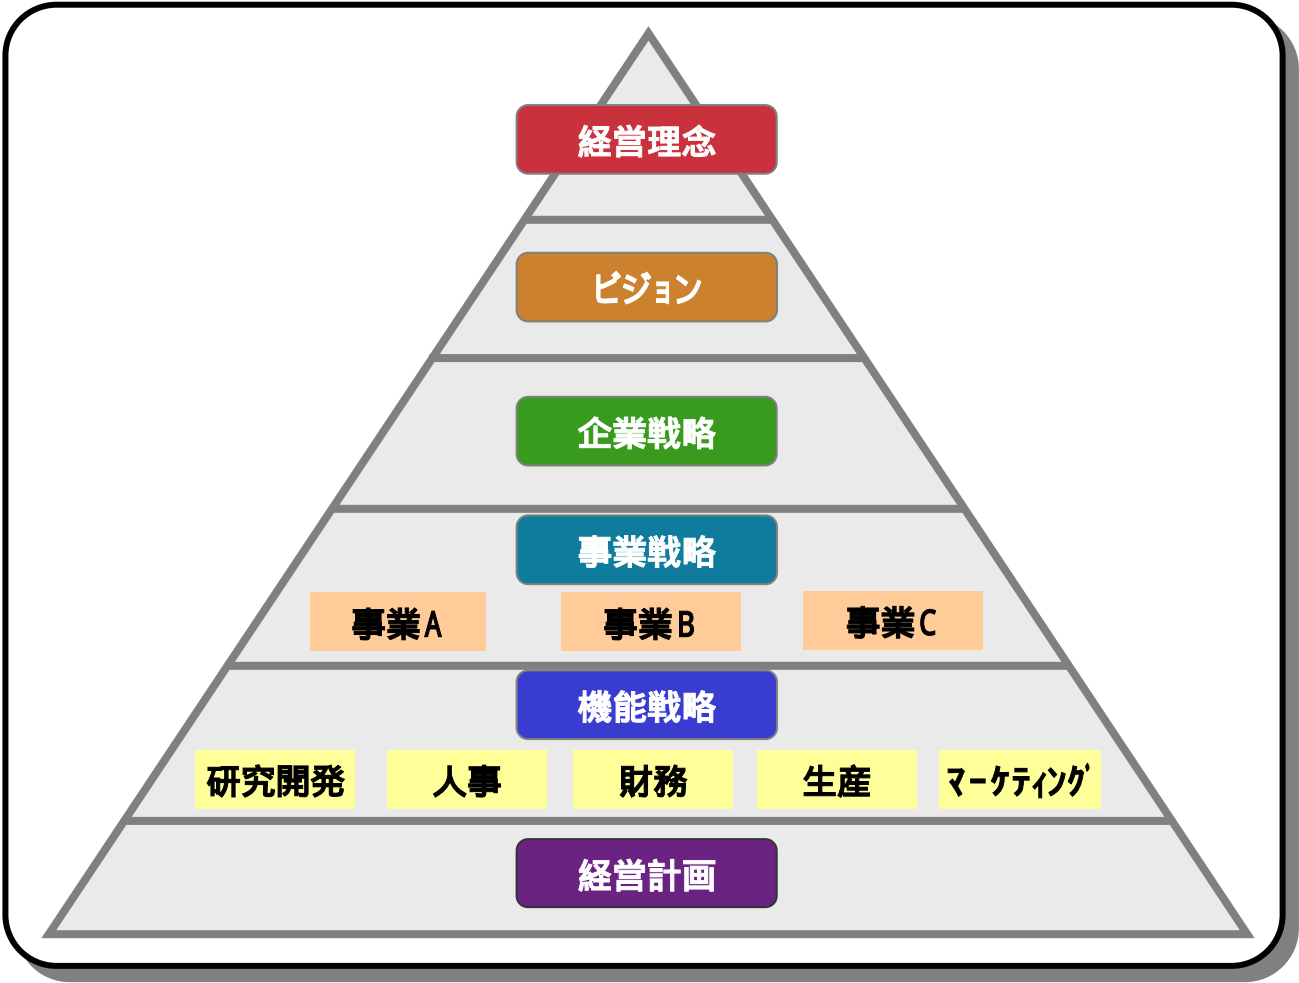 経営理念
ビジョン
企業戦略
事業戦略
事業A
事業B
事業C
機能戦略
研究開発
人事
財務
生産
ﾏｰｹﾃｨﾝｸﾞ
経営計画